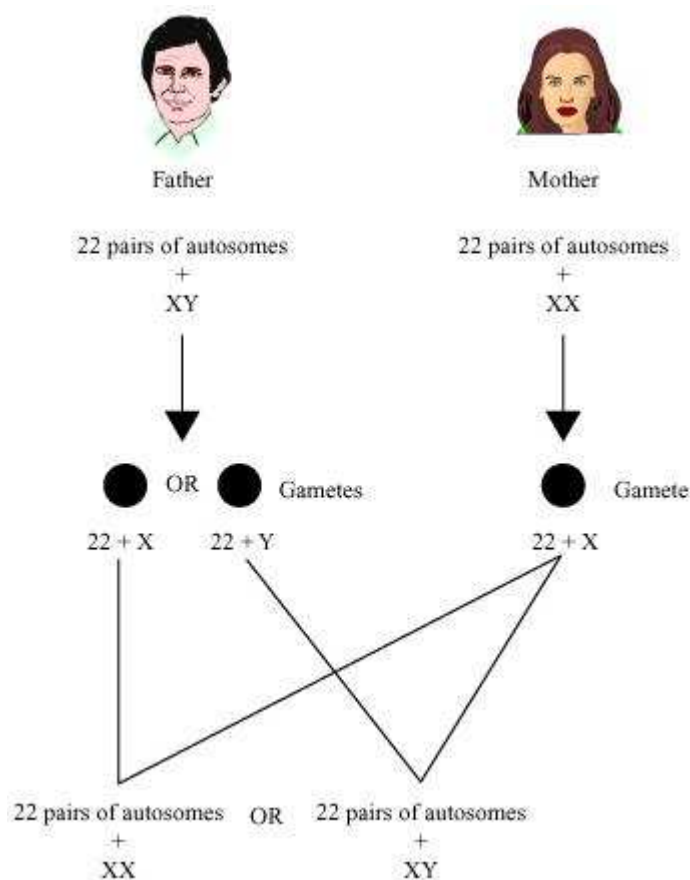 Father
Mother
22 pairs of autosomes
+
XY
22 pairs of autosomes
+
XX
OR
Gametes
Gamete
22 + X
22 + Y
22 + X
22 pairs of autosomes
+
XX
OR
22 pairs of autosomes
+
XY